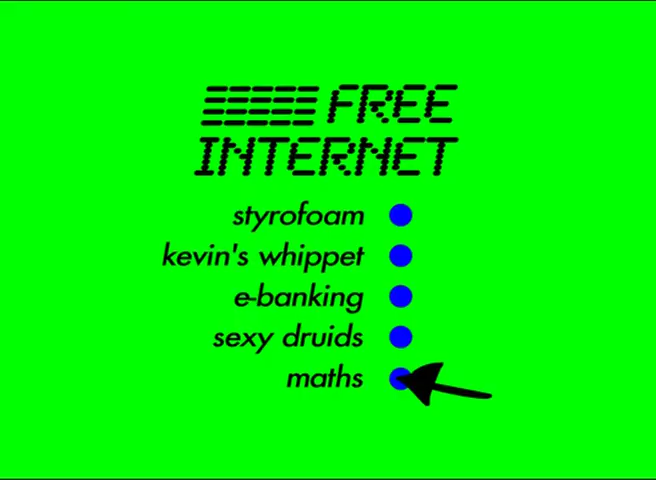 FREE
INTERNET
styrofoam
kevin's whippet
e-banking
sexy druids
maths